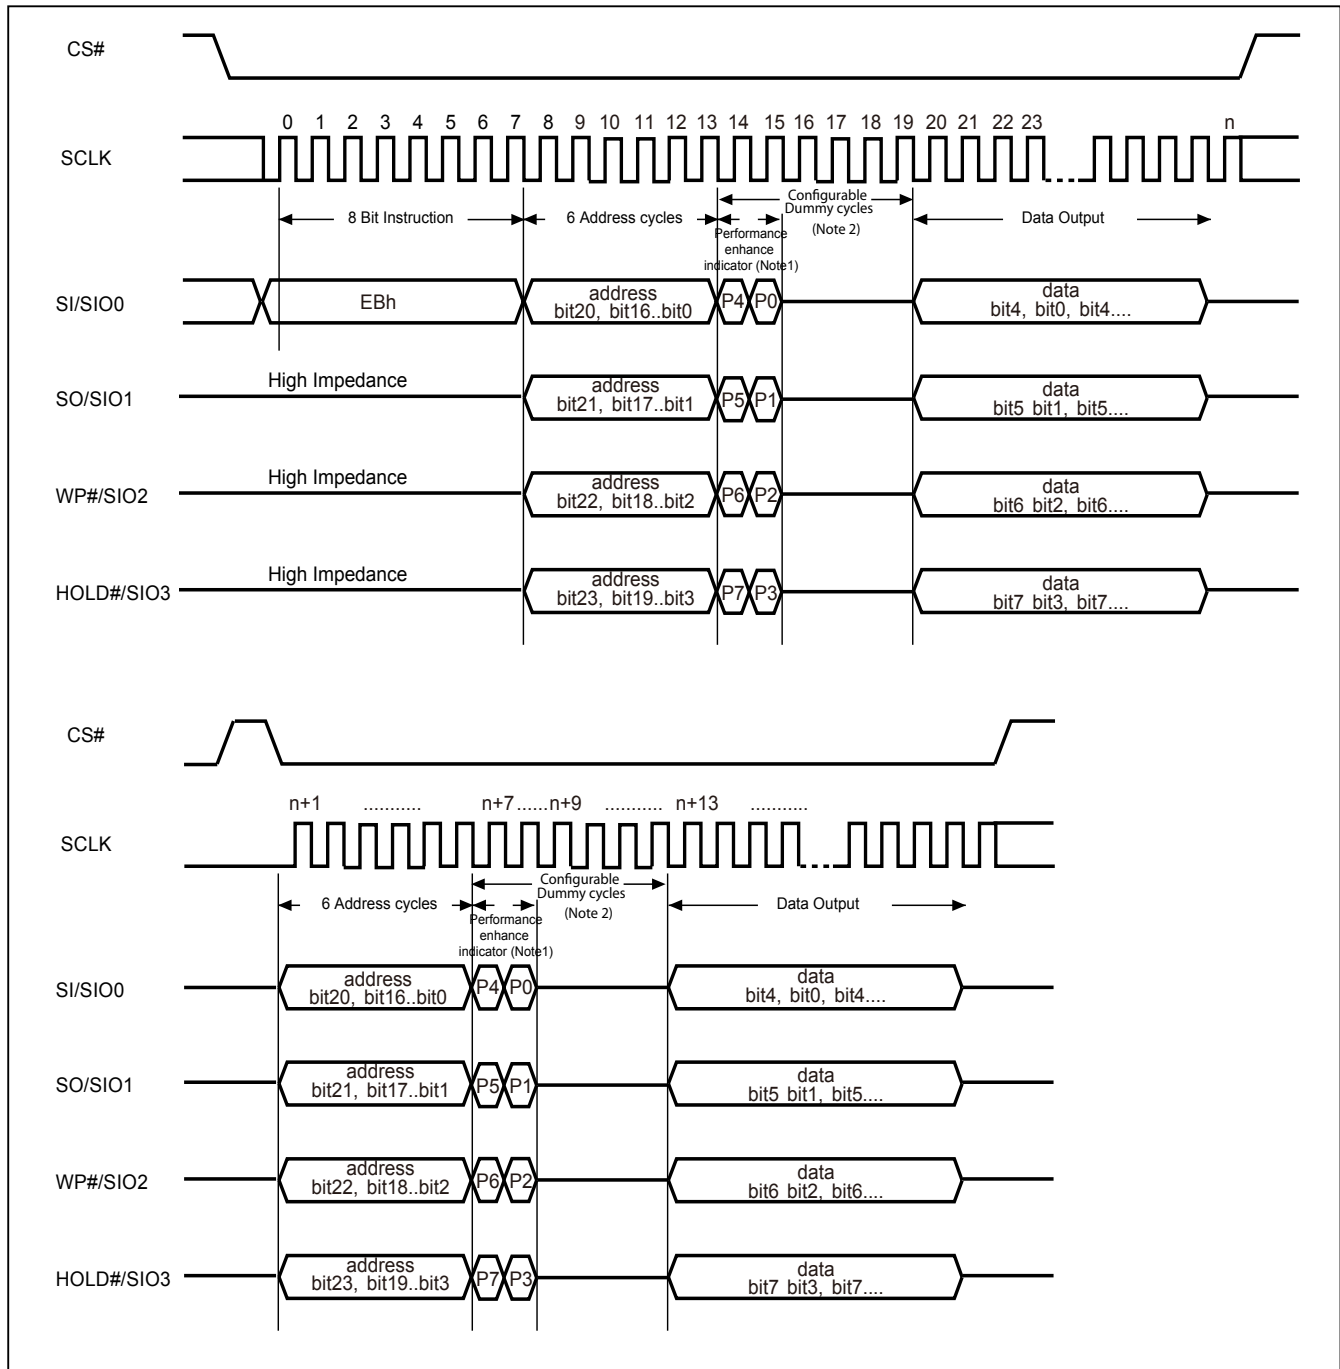 CS#
0 1 2 3 4 5 6 7 8 9 10 11 12 13 14 15 16 17 18 19 20 21 22 23 n
SCLK
8 Bit Instruction
6 Address cycles
Configurable
Dummy cycles
(Note 2)
Data Output
Performance
enhance
indicator (Note1)
SI/SIO0
EBh
address
bit20, bit16..bit0
P4 P0
data
bit4, bit0, bit4....
High Impedance
SO/SIO1
address
bit21, bit17..bit1
P5 P1
data
bit5 bit1, bit5....
High Impedance
WP#/SIO2
address
bit22, bit18..bit2
P6 P2
data
bit6 bit2, bit6....
High Impedance
HOLD#/SIO3
address
bit23, bit19..bit3
P7 P3
data
bit7 bit3, bit7....
CS#
n+1 ........... n+7 ......n+9 ........... n+13 ...........
SCLK
6 Address cycles
Configurable
Dummy cycles
(Note 2)
Data Output
Performance
enhance
indicator (Note1)
SI/SIO0
address
bit20, bit16..bit0
P4 P0
data
bit4, bit0, bit4....
SO/SIO1
address
bit21, bit17..bit1
P5 P1
data
bit5 bit1, bit5....
WP#/SIO2
address
bit22, bit18..bit2
P6 P2
data
bit6 bit2, bit6....
HOLD#/SIO3
address
bit23, bit19..bit3
P7 P3
data
bit7 bit3, bit7....